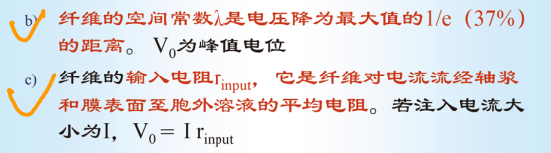 b) 纤维的空间常数λ是电压降为最大值的1/e（37%）
的距离。 V₀为峰值电位
c) 纤维的输入电阻rᵢₙₚᵤₜ，它是纤维对电流流经轴浆
和膜表面至胞外溶液的平均电阻。若注入电流大
小为I，V₀ = I rᵢₙₚᵤₜ